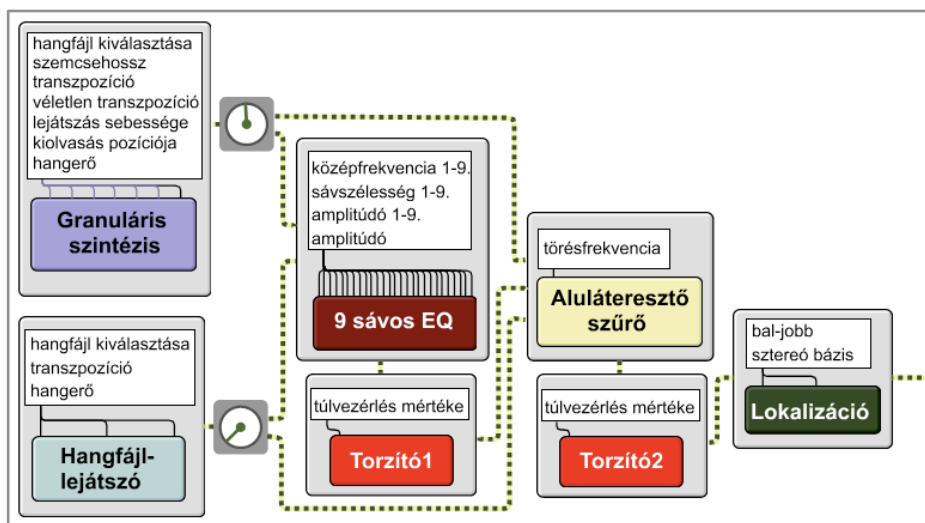 hangfájl kiválasztása
szemcsehossz
transzpozíció
véletlen transzpozíció
lejátszás sebessége
kiolvasás pozíciója
hangerő
Granuláris
szintézis
hangfájl kiválasztása
transzpozíció
hangerő
Hangfájl-
lejátszó
középfrekvencia 1-9.
sávszélesség 1-9.
amplitúdó 1-9.
amplitúdó
9 sávos EQ
túlvezérlés mértéke
Torzító1
törésfrekvencia
Aluláteresztő
szűrő
túlvezérlés mértéke
Torzító2
bal-jobb
sztereó bázis
Lokalizáció